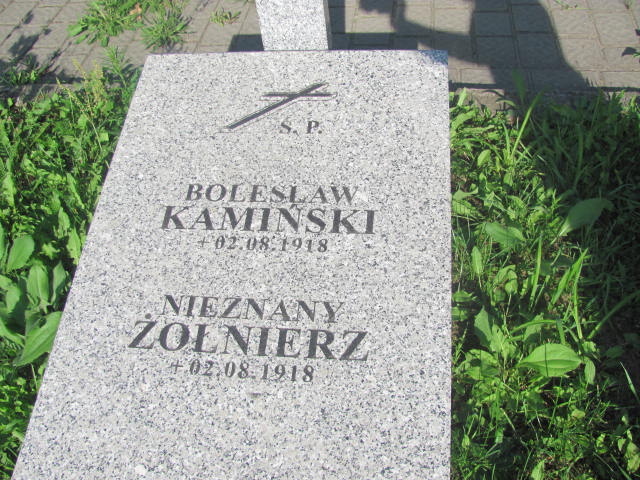 Ś. P.
BOLESŁAW
KAMIŃSKI
+02.08.1918
NIEZNANY
ŻOŁNIERZ
+02.08.1918